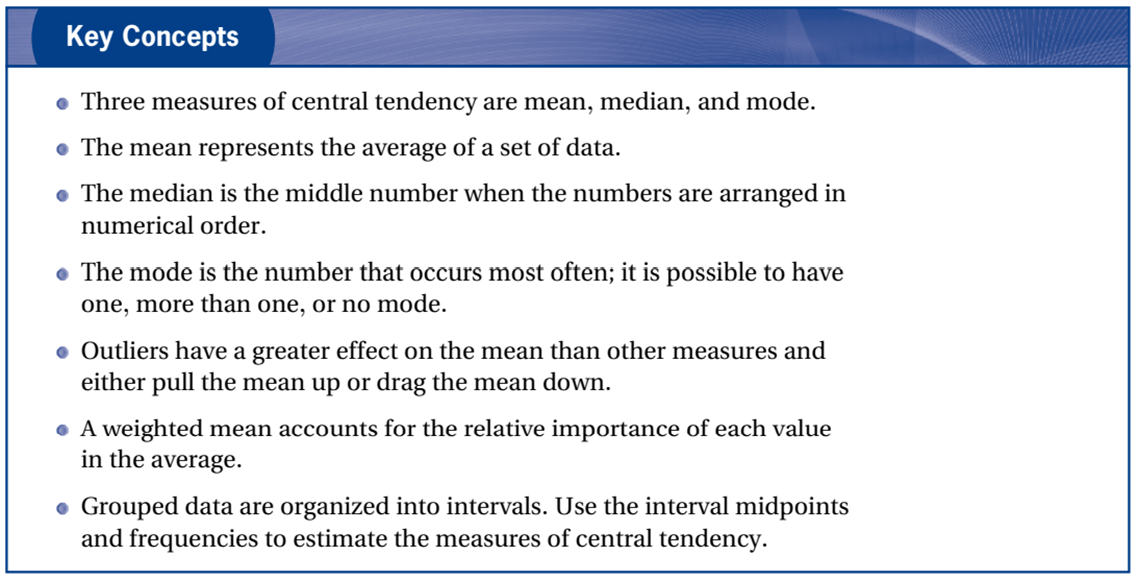 Key Concepts
• Three measures of central tendency are mean, median, and mode.
• The mean represents the average of a set of data.
• The median is the middle number when the numbers are arranged in
numerical order.
• The mode is the number that occurs most often; it is possible to have
one, more than one, or no mode.
• Outliers have a greater effect on the mean than other measures and
either pull the mean up or drag the mean down.
• A weighted mean accounts for the relative importance of each value
in the average.
• Grouped data are organized into intervals. Use the interval midpoints
and frequencies to estimate the measures of central tendency.